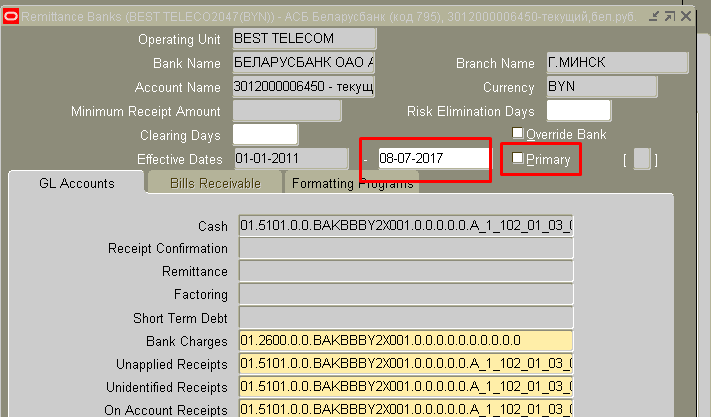 Remittance Banks (BEST TELECO2047(BYN)) - АСБ Беларусбанк (код 795), 3012000006450-текущий,бел.руб.
Operating Unit BEST TELECOM
Bank Name БЕЛАРУСБАНК ОАО А Branch Name Г.МИНСК
Account Name 3012000006450 - текущ Currency BYN
Minimum Receipt Amount Risk Elimination Days
Clearing Days Override Bank
Effective Dates 01-01-2011 - 08-07-2017 Primary [ ]
GL Accounts Bills Receivable Formatting Programs
Cash 01.5101.0.0.BAKBBBY2X001.0.0.0.0.0.A_1_102_01_03_0
Receipt Confirmation
Remittance
Factoring
Short Term Debt
Bank Charges 01.2600.0.0.BAKBBBY2X001.0.0.0.0.0.0.0.0.0.0
Unapplied Receipts 01.5101.0.0.BAKBBBY2X001.0.0.0.0.0.A_1_102_01_03_0
Unidentified Receipts 01.5101.0.0.BAKBBBY2X001.0.0.0.0.0.A_1_102_01_03_0
On Account Receipts 01.5101.0.0.BAKBBBY2X001.0.0.0.0.0.A_1_102_01_03_0